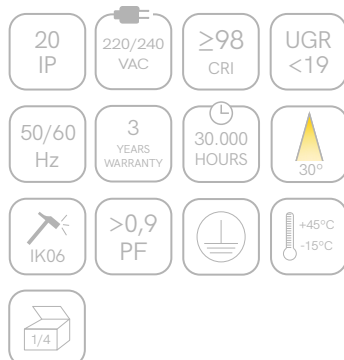 20
IP
220/240
VAC
≥98
CRI
UGR
<19
50/60
Hz
3
YEARS
WARRANTY
30.000
HOURS
30°
IK06
>0,9
PF
+45°C
-15°C
1/4